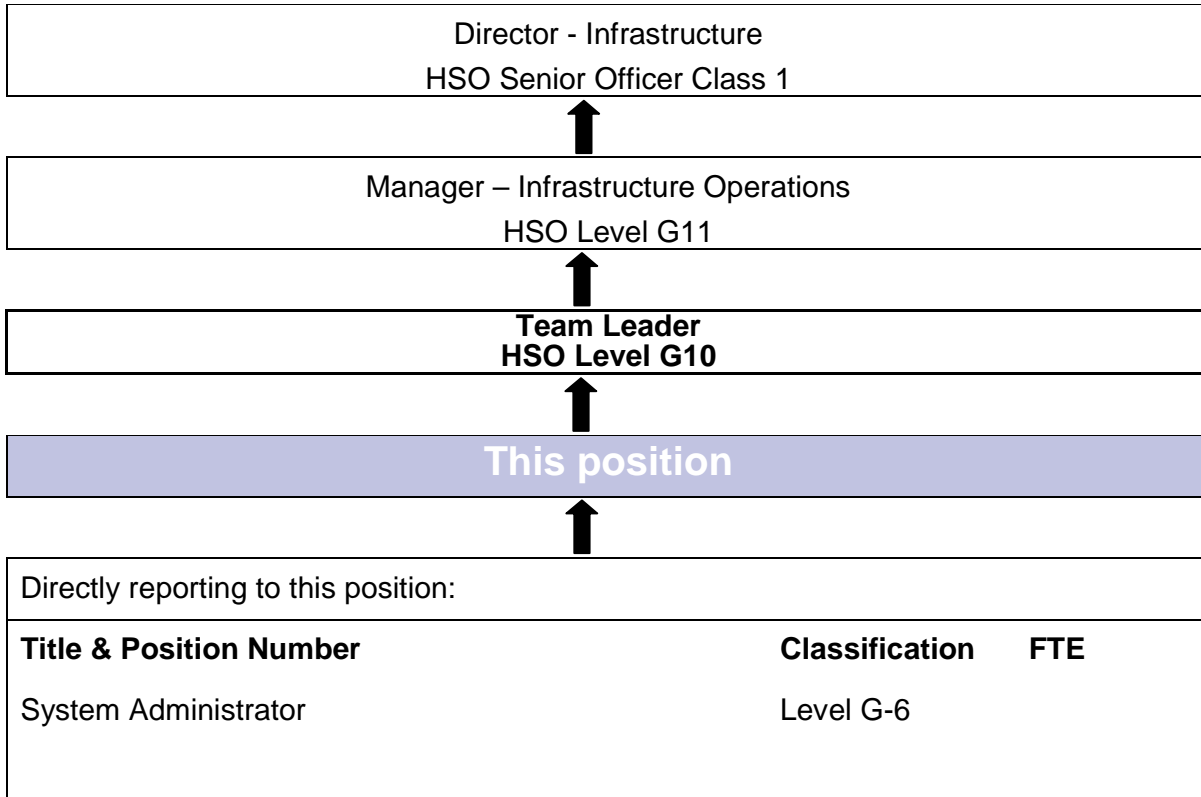 Director - Infrastructure
HSO Senior Officer Class 1
Manager – Infrastructure Operations
HSO Level G11
Team Leader
HSO Level G10
This position
Directly reporting to this position:
Title & Position Number Classification FTE
System Administrator Level G-6